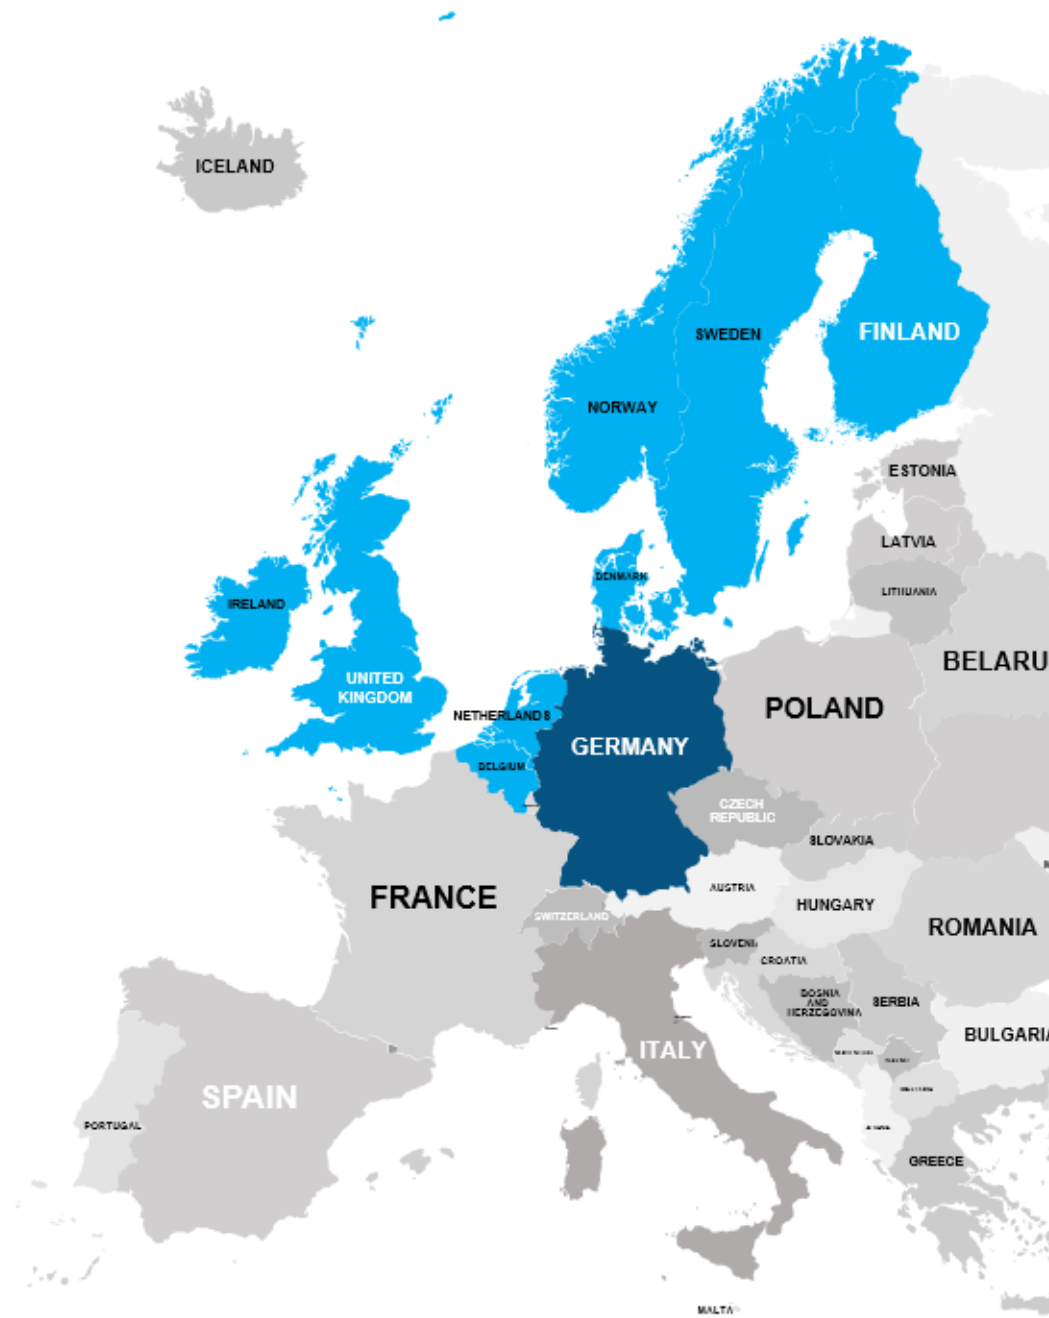 ICELAND
SWEDEN
FINLAND
NORWAY
ESTONIA
LATVIA
DENMARK
LITHUANIA
IRELAND
BELARU
UNITED
KINGDOM
POLAND
NETHERLANDS
GERMANY
BELGIUM
CZECH
REPUBLIC
SLOVAKIA
AUSTRIA
FRANCE
HUNGARY
SWITZERLAND
ROMANIA
SLOVENI
CROATIA
BOSNIA
AND
HERZEGOVINA
SERBIA
BULGARIA
ITALY
SPAIN
PORTUGAL
GREECE
MALTA